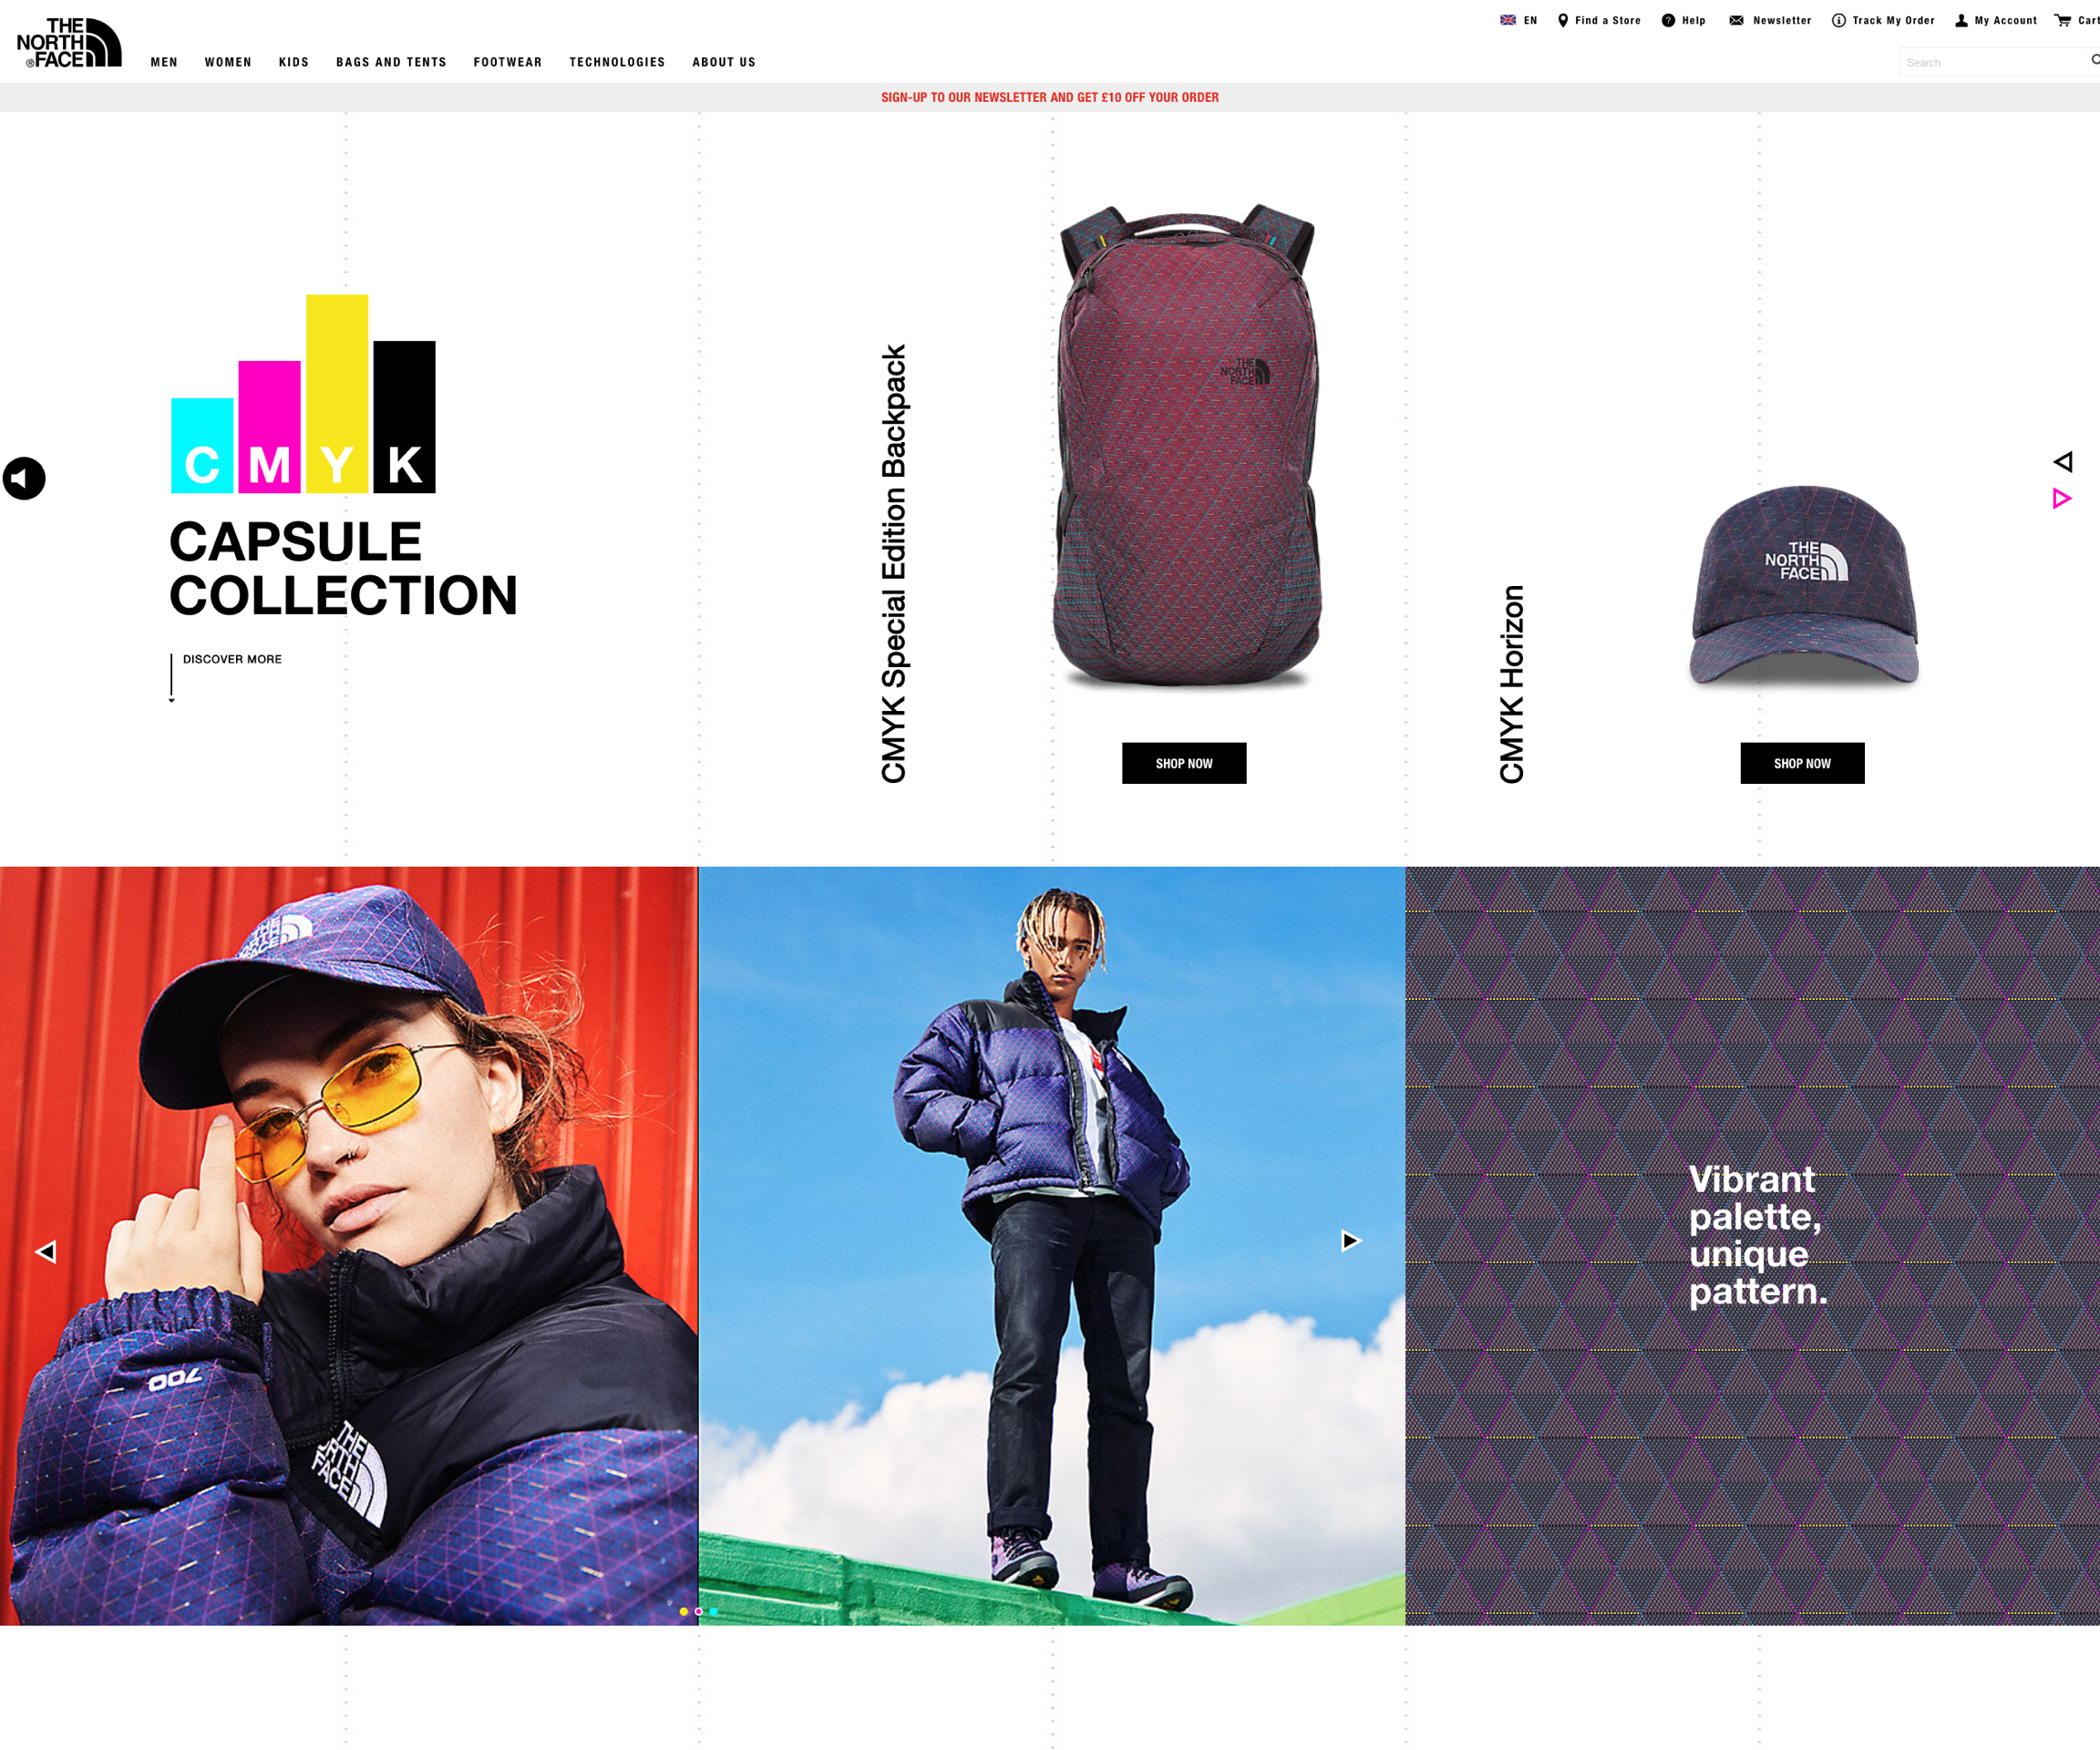 THE
NORTH
®FACE
EN
Find a Store
? Help
Newsletter
i Track My Order
My Account
Cart
MEN
WOMEN
KIDS
BAGS AND TENTS
FOOTWEAR
TECHNOLOGIES
ABOUT US
Search
SIGN-UP TO OUR NEWSLETTER AND GET £10 OFF YOUR ORDER
C M Y K
CAPSULE
COLLECTION
DISCOVER MORE
CMYK Special Edition Backpack
THE
NORTH
FACE
SHOP NOW
CMYK Horizon
THE
NORTH
FACE
SHOP NOW
THE
NORTH
FACE
700
THE
NORTH
FACE
Vibrant
palette,
unique
pattern.